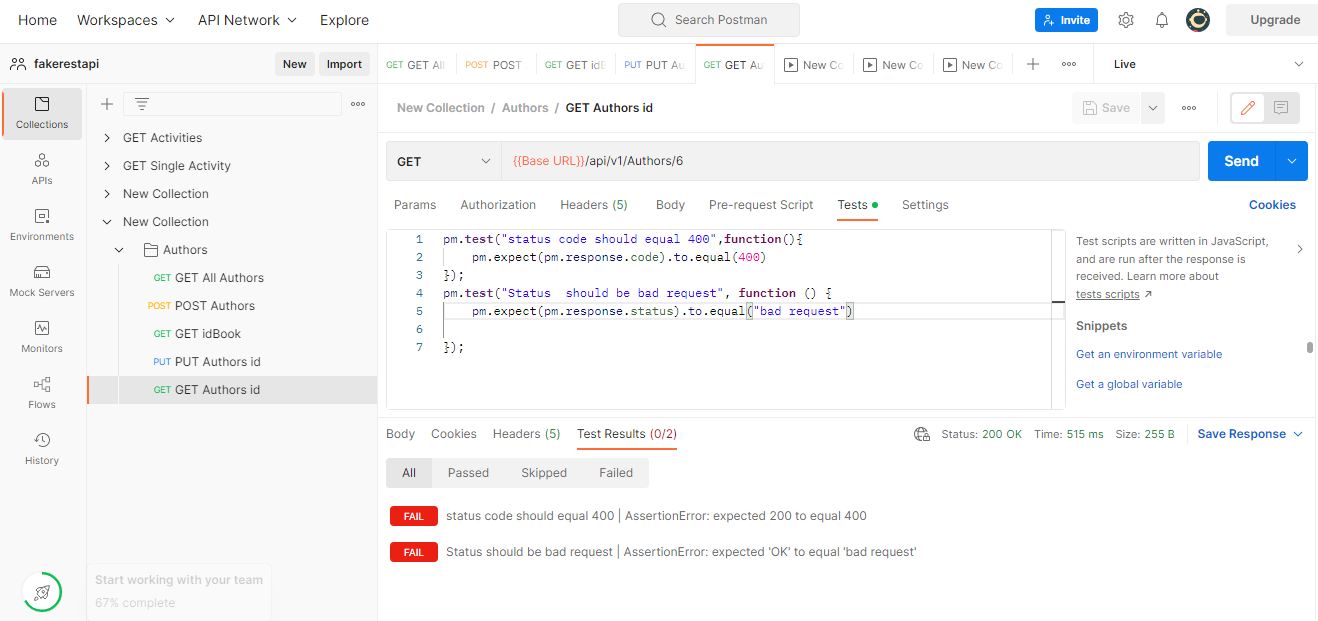 Home Workspaces API Network Explore Search Postman Invite Upgrade
fakerestapi New Import GET GET All POST POST GET GET idB PUT PUT Au GET GET Au New Co New Co New Co Live
Collections
APIs
Environments
Mock Servers
Monitors
Flows
History
GET Activities
GET Single Activity
New Collection
New Collection
Authors
GET GET All Authors
POST POST Authors
GET GET idBook
PUT PUT Authors id
GET GET Authors id
Start working with your team
67% complete
New Collection / Authors / GET Authors id Save
GET {{Base URL}}/api/v1/Authors/6 Send
Params Authorization Headers (5) Body Pre-request Script Tests Settings Cookies
1 pm.test("status code should equal 400",function(){
2 pm.expect(pm.response.code).to.equal(400)
3 });
4 pm.test("Status  should be bad request", function () {
5 pm.expect(pm.response.status).to.equal("bad request")
6
7 });
Test scripts are written in JavaScript,
and are run after the response is
received. Learn more about
tests scripts
Snippets
Get an environment variable
Get a global variable
Body Cookies Headers (5) Test Results (0/2) Status: 200 OK Time: 515 ms Size: 255 B Save Response
All Passed Skipped Failed
FAIL status code should equal 400 | AssertionError: expected 200 to equal 400
FAIL Status should be bad request | AssertionError: expected 'OK' to equal 'bad request'